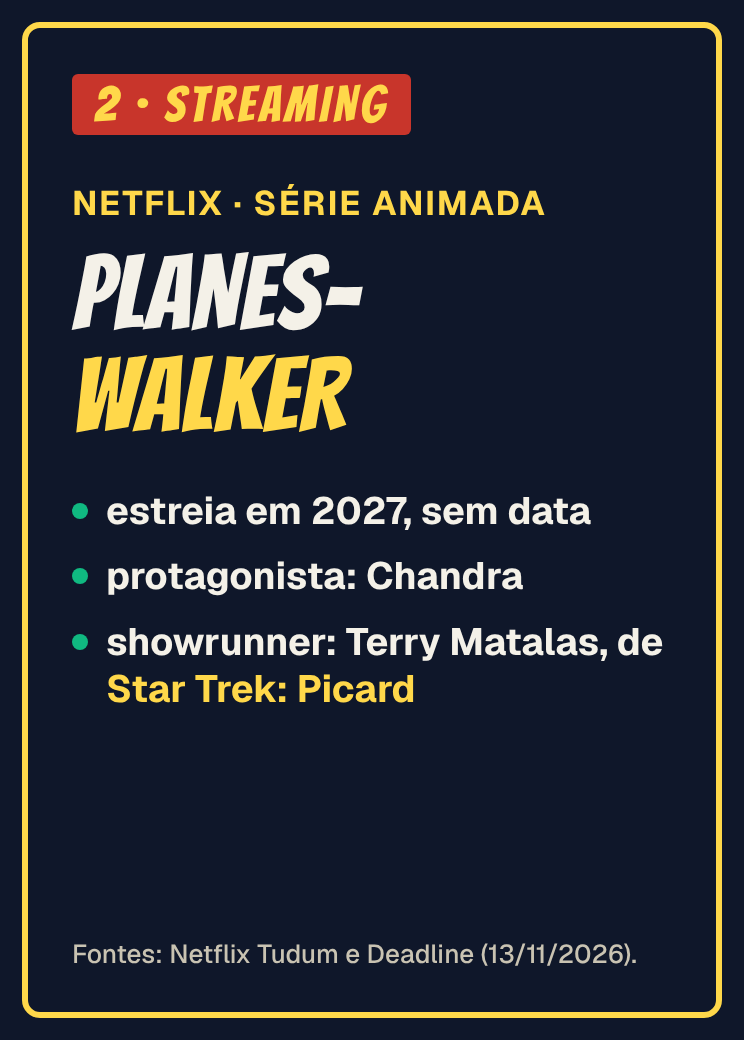 2 · STREAMING
NETFLIX · SÉRIE ANIMADA
PLANES-
WALKER
estreia em 2027, sem data
protagonista: Chandra
showrunner: Terry Matalas, de
Star Trek: Picard
Fontes: Netflix Tudum e Deadline (13/11/2026).